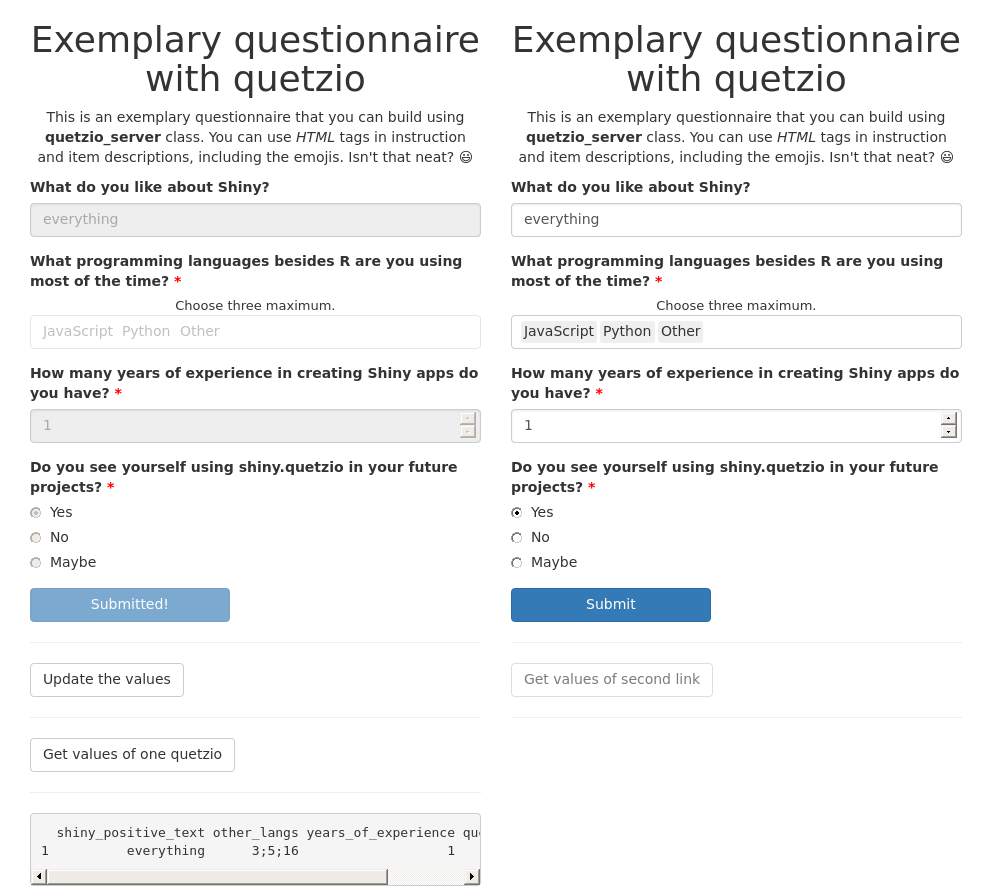 Exemplary questionnaire
with quetzio
This is an exemplary questionnaire that you can build using
quetzio_server class. You can use HTML tags in instruction
and item descriptions, including the emojis. Isn't that neat? 😃
What do you like about Shiny?
everything
What programming languages besides R are you using
most of the time? *
Choose three maximum.
JavaScript Python Other
How many years of experience in creating Shiny apps do
you have? *
1
Do you see yourself using shiny.quetzio in your future
projects? *
Yes
No
Maybe
Submitted!
Update the values
Get values of one quetzio
shiny_positive_text other_langs years_of_experience
1 everything 3;5;16 1
Exemplary questionnaire
with quetzio
This is an exemplary questionnaire that you can build using
quetzio_server class. You can use HTML tags in instruction
and item descriptions, including the emojis. Isn't that neat? 😃
What do you like about Shiny?
everything
What programming languages besides R are you using
most of the time? *
Choose three maximum.
JavaScript Python Other
How many years of experience in creating Shiny apps do
you have? *
1
Do you see yourself using shiny.quetzio in your future
projects? *
Yes
No
Maybe
Submit
Get values of second link